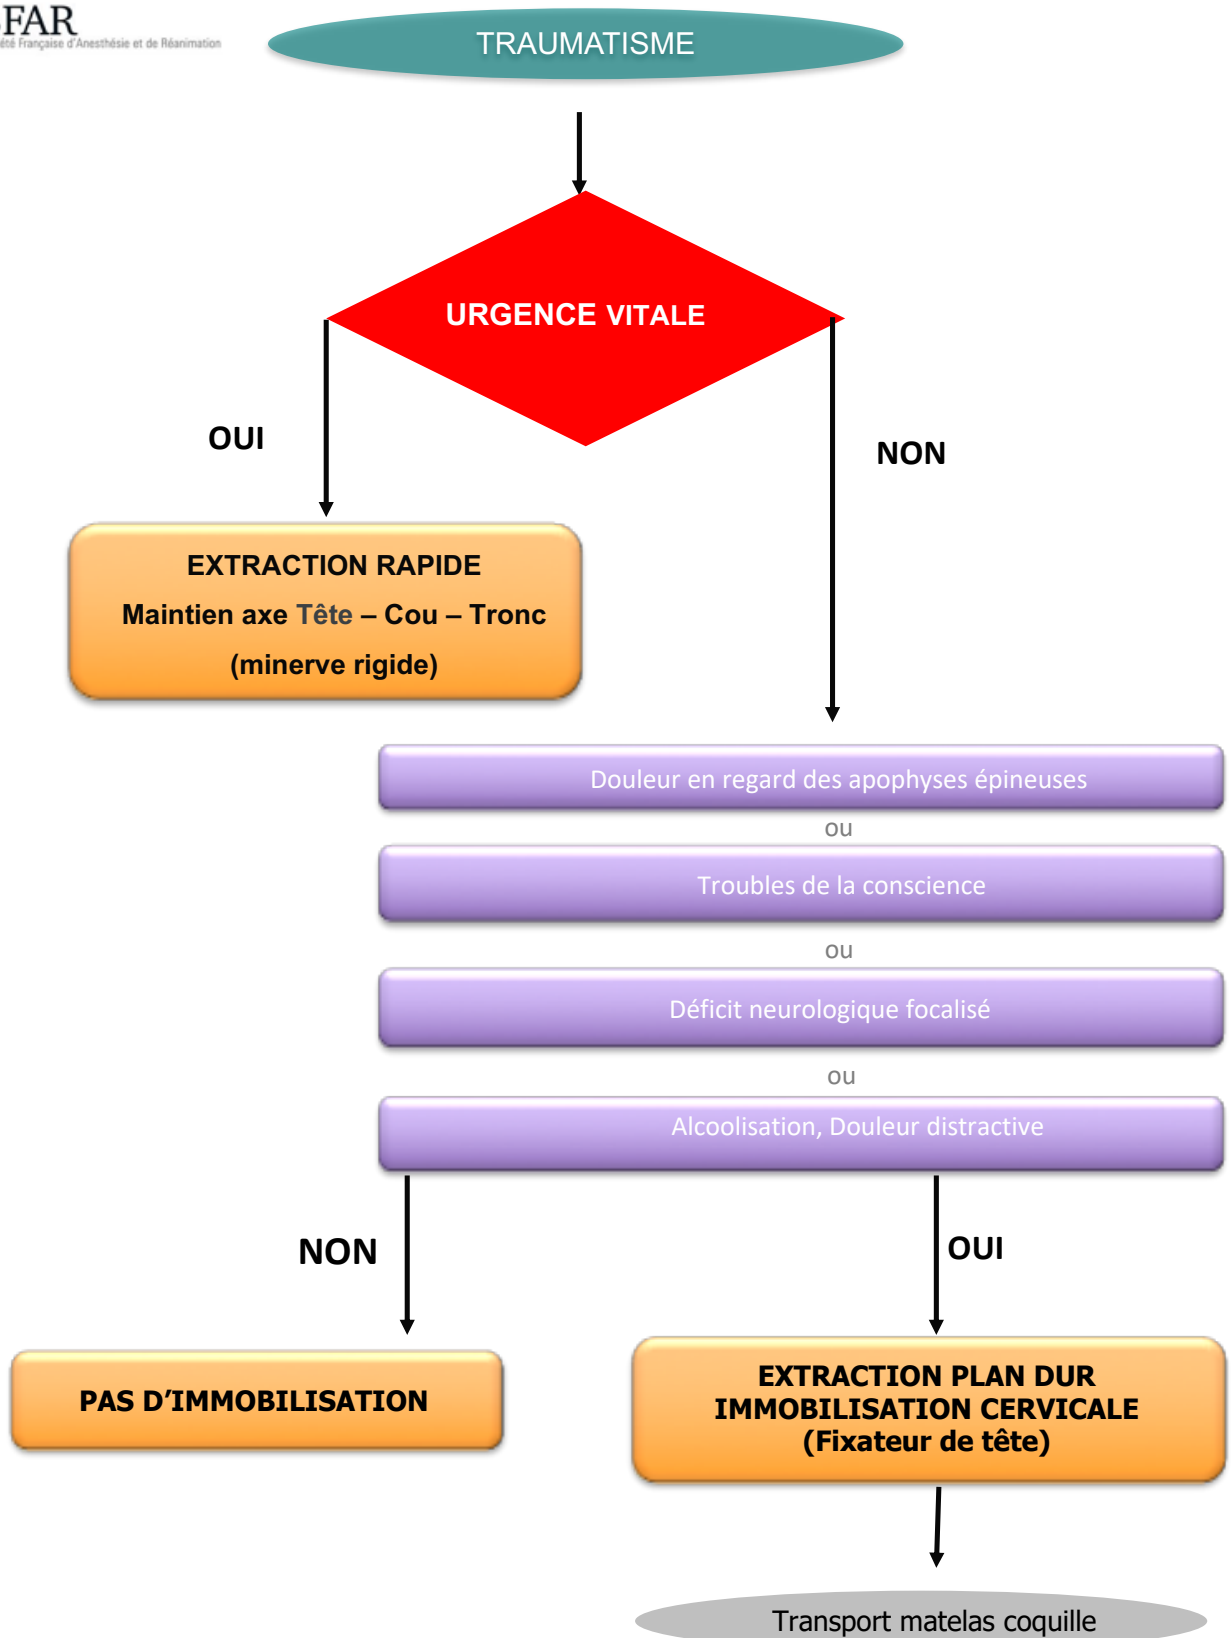 SFAR
été Française d'Anesthésie et de Réanimation
TRAUMATISME
URGENCE VITALE
OUI
NON
EXTRACTION RAPIDE
Maintien axe Tête – Cou – Tronc
(minerve rigide)
Douleur en regard des apophyses épineuses
ou
Troubles de la conscience
ou
Déficit neurologique focalisé
ou
Alcoolisation, Douleur distractive
NON
OUI
PAS D’IMMOBILISATION
EXTRACTION PLAN DUR
IMMOBILISATION CERVICALE
(Fixateur de tête)
Transport matelas coquille